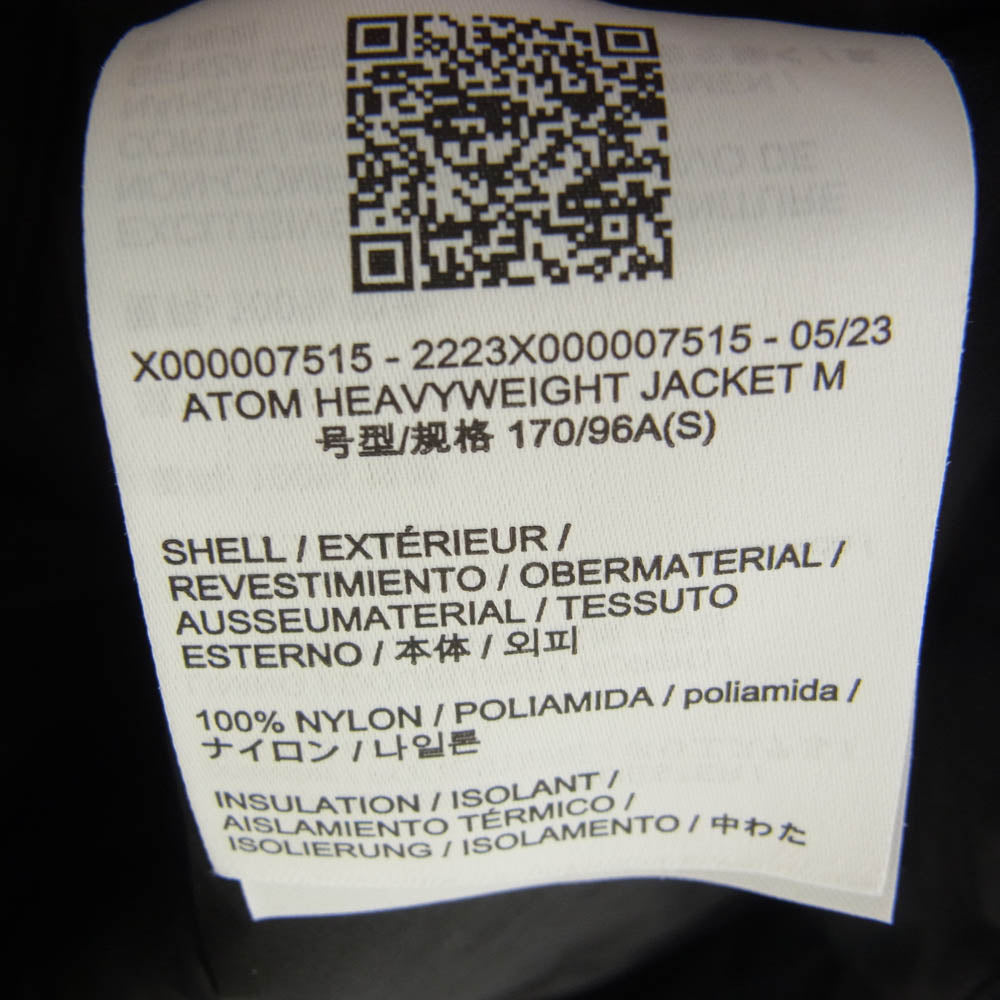 X000007515 - 2223X000007515 - 05/23
ATOM HEAVYWEIGHT JACKET M
号型/规格 170/96A(S)
SHELL / EXTÉRIEUR /
REVESTIMIENTO / OBERMATERIAL /
AUSSEUMATERIAL / TESSUTO
ESTERNO / 本体 / 외피
100% NYLON / POLIAMIDA / poliamida /
ナイロン / 나일론
INSULATION / ISOLANT /
AISLAMIENTO TÉRMICO /
ISOLIERUNG / ISOLAMENTO / 中わた